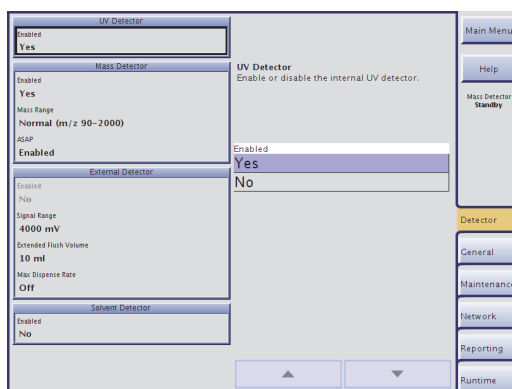 UV Detector
Enabled
Yes
Mass Detector
Enabled
Yes
Mass Range
Normal (m/z 90-2000)
ASAP
Enabled
External Detector
Enabled
No
Signal Range
4000 mV
Extended Flush Volume
10 ml
Max Dispense Rate
Off
Solvent Detector
Enabled
No
UV Detector
Enable or disable the internal UV detector.
Enabled
Yes
No
Main Menu
Help
Mass Detector
Standby
Detector
General
Maintenance
Network
Reporting
Runtime